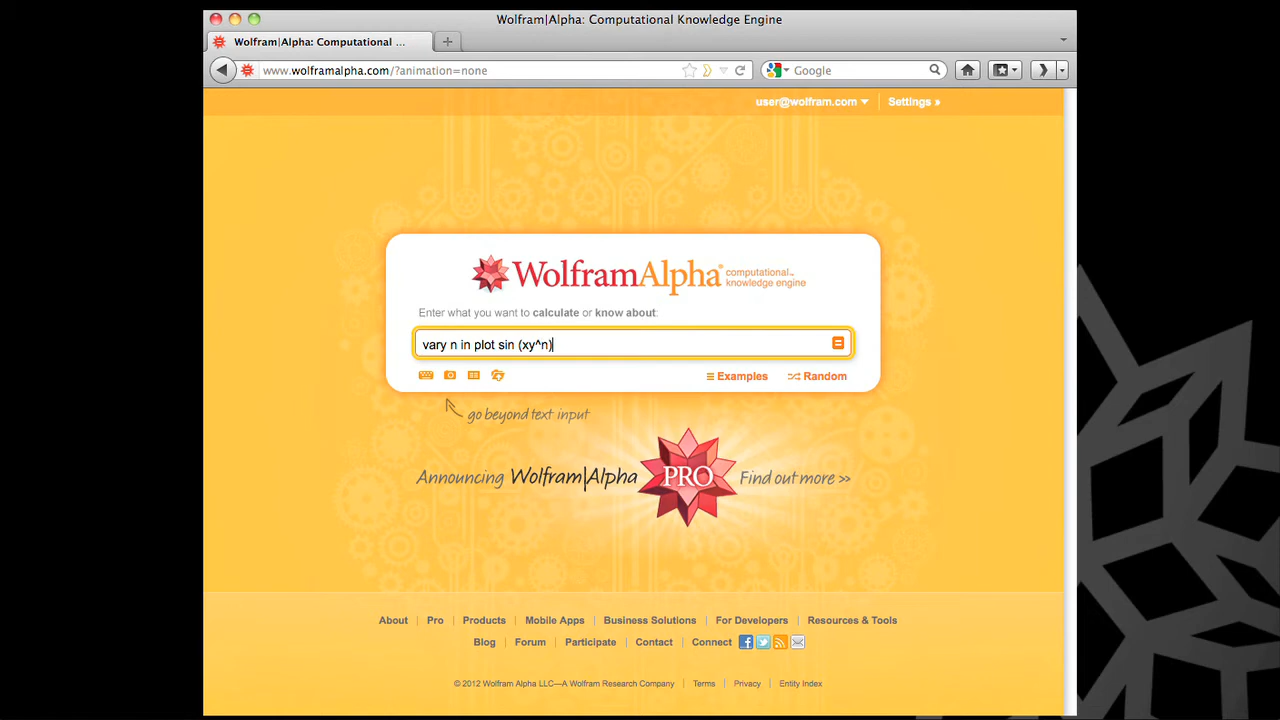 Wolfram|Alpha: Computational Knowledge Engine
Wolfram|Alpha: Computational ...
www.wolframalpha.com/?animation=none
Google
user@wolfram.com
Settings »
WolframAlpha computational knowledge engine
Enter what you want to calculate or know about:
vary n in plot sin (xy^n)
Examples
Random
go beyond text input
Announcing Wolfram|Alpha PRO Find out more >>
About | Pro | Products | Mobile Apps | Business Solutions | For Developers | Resources & Tools
Blog | Forum | Participate | Contact | Connect
© 2012 Wolfram Alpha LLC—A Wolfram Research Company | Terms | Privacy | Entity Index